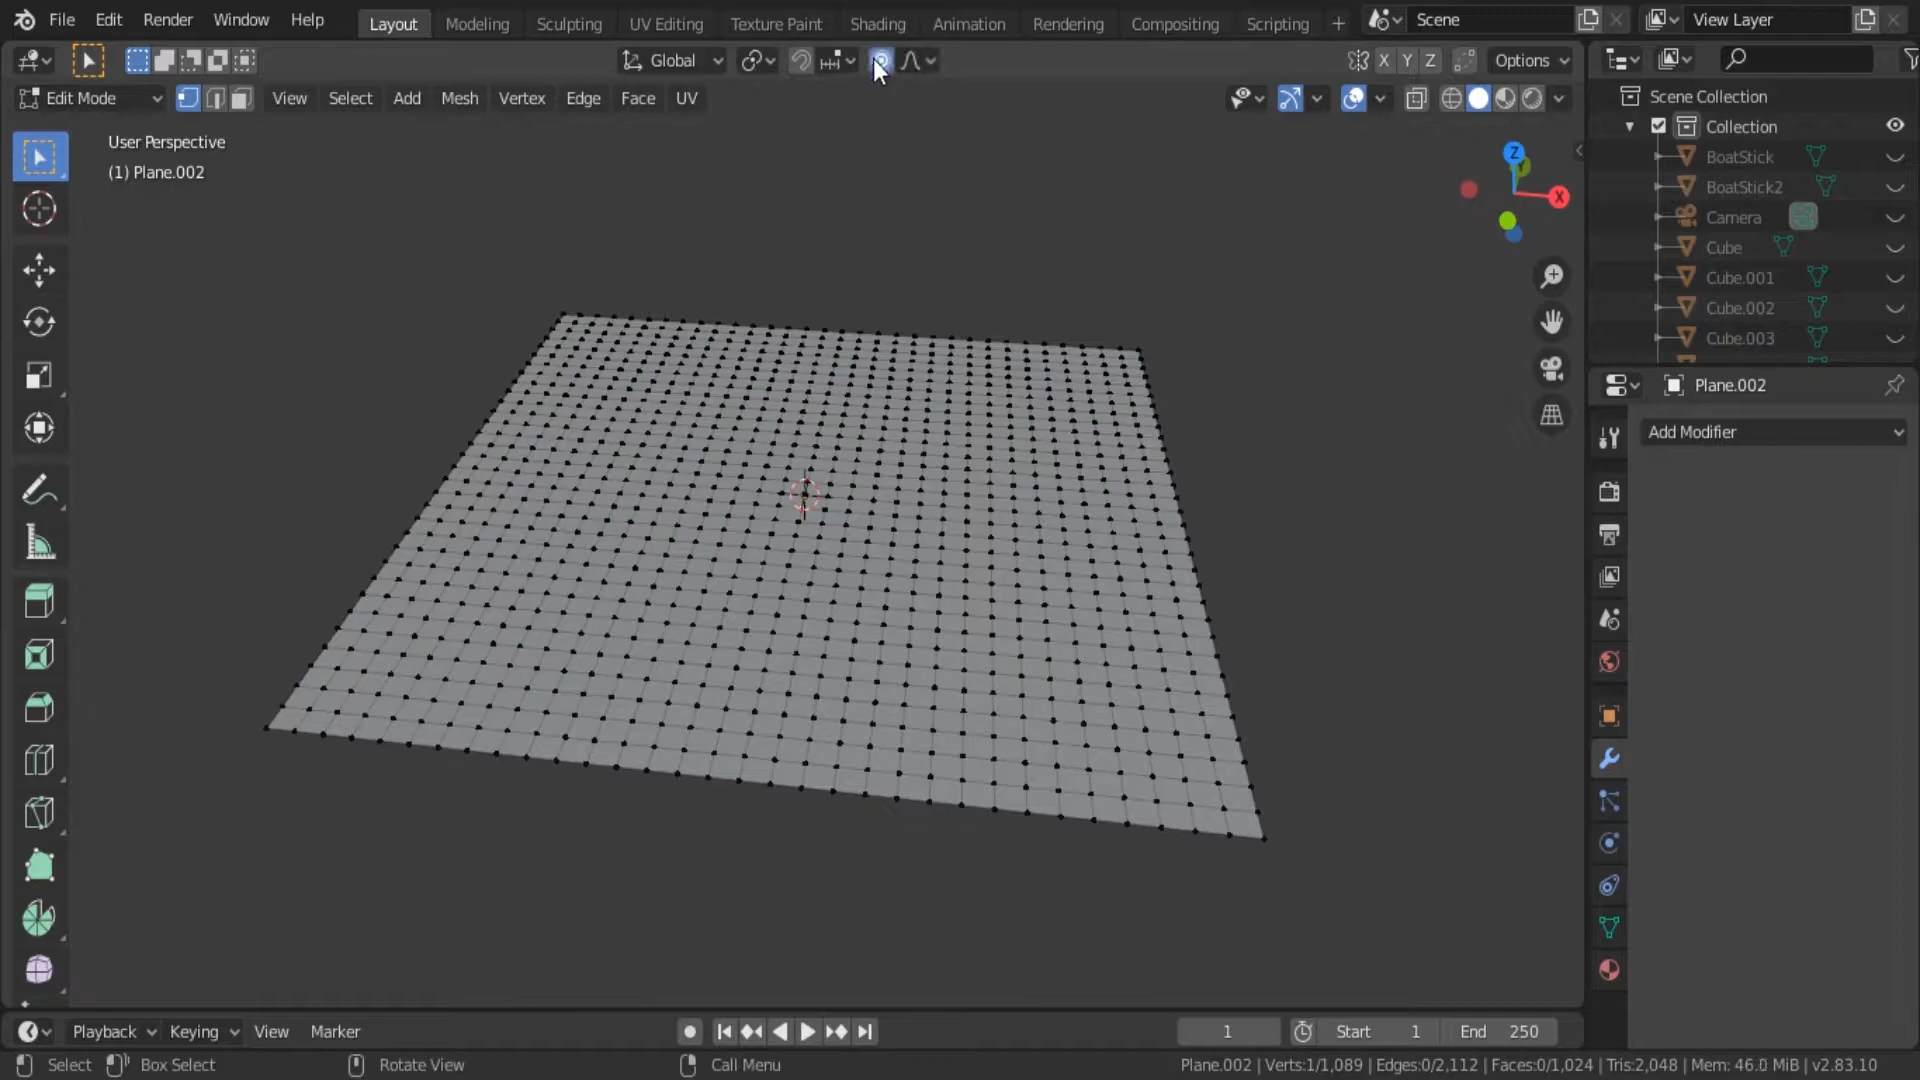 File Edit Render Window Help Layout Modeling Sculpting UV Editing Texture Paint Shading Animation Rendering Compositing Scripting + Scene View Layer
Global X Y Z Options
Edit Mode View Select Add Mesh Vertex Edge Face UV
Scene Collection
Collection
BoatStick
BoatStick2
Camera
Cube
Cube.001
Cube.002
Cube.003
User Perspective
(1) Plane.002
Z
X
Plane.002
Add Modifier
Playback Keying View Marker 1 Start 1 End 250
Select Box Select Rotate View Call Menu Plane.002 | Verts:1/1,089 | Edges:0/2,112 | Faces:0/1,024 | Tris:2,048 | Mem: 46.0 MiB | v2.83.10